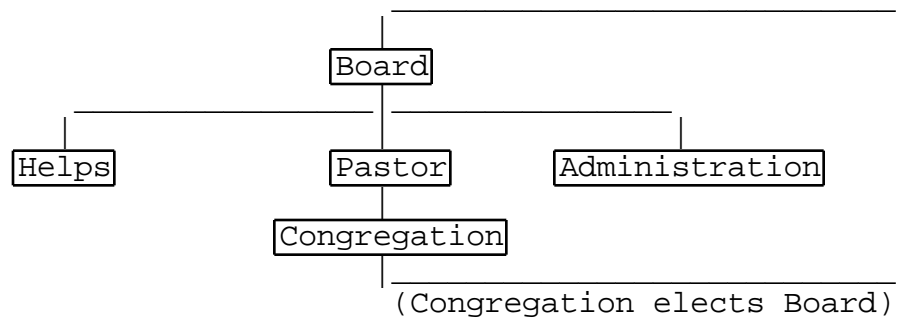 Board
Helps Pastor Administration
Congregation
(Congregation elects Board)